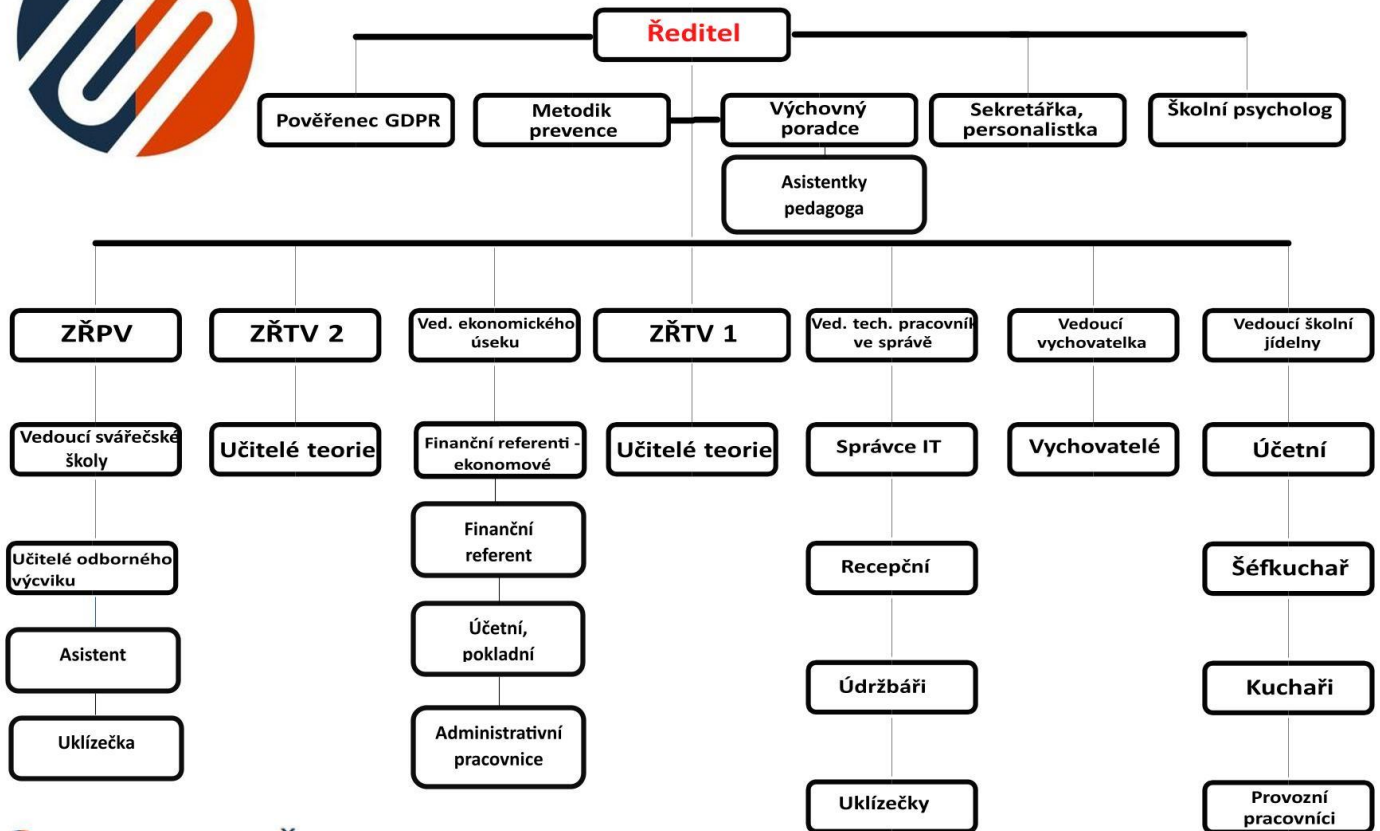 Ředitel
Pověřenec GDPR
Metodik
prevence
Výchovný
poradce
Sekretářka,
personalistka
Školní psycholog
Asistentky
pedagoga
ZŘPV
ZŘTV 2
Ved. ekonomického
úseku
ZŘTV 1
Ved. tech. pracovník
ve správě
Vedoucí
vychovatelka
Vedoucí školní
jídelny
Vedoucí svářečské
školy
Učitelé teorie
Finanční referenti -
ekonomové
Učitelé teorie
Správce IT
Vychovatelé
Účetní
Finanční
referent
Učitelé odborného
výcviku
Recepční
Šéfkuchař
Účetní,
pokladní
Asistent
Údržbáři
Kuchaři
Uklízečka
Administrativní
pracovnice
Uklízečky
Provozní
pracovníci